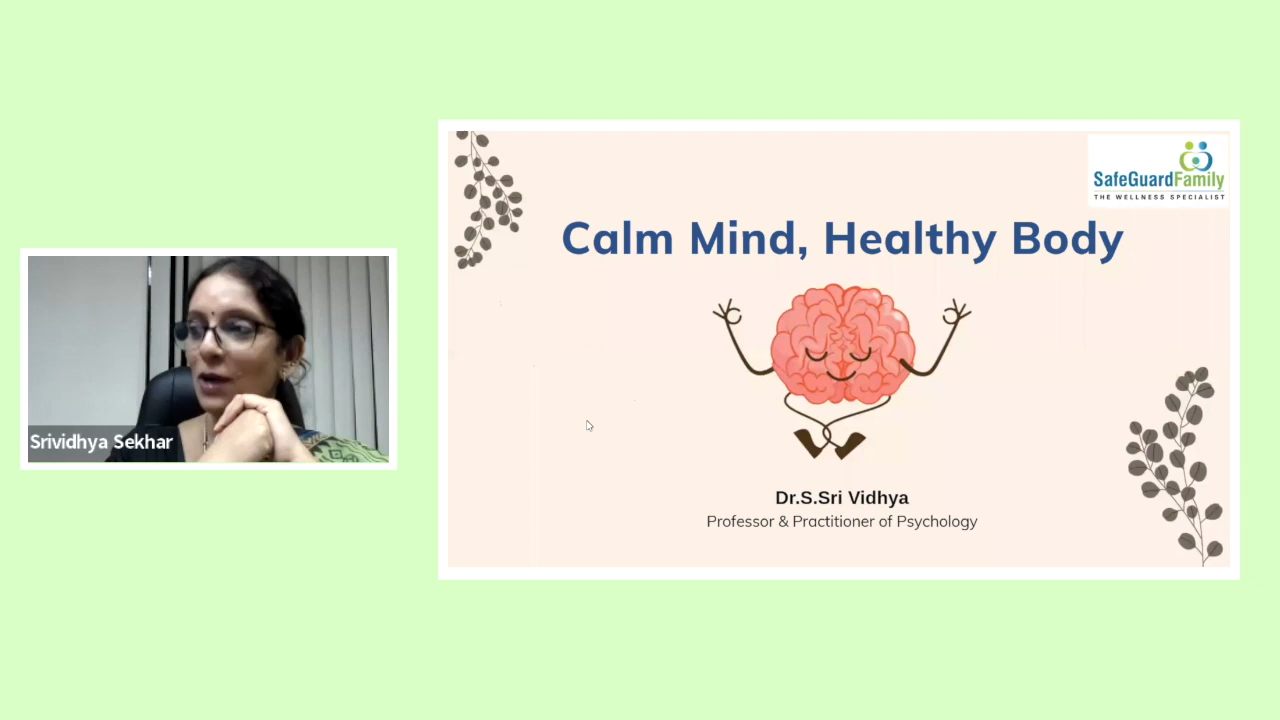 SafeGuardFamily
THE WELLNESS SPECIALIST
Calm Mind, Healthy Body
Srividhya Sekhar
Dr.S.Sri Vidhya
Professor & Practitioner of Psychology